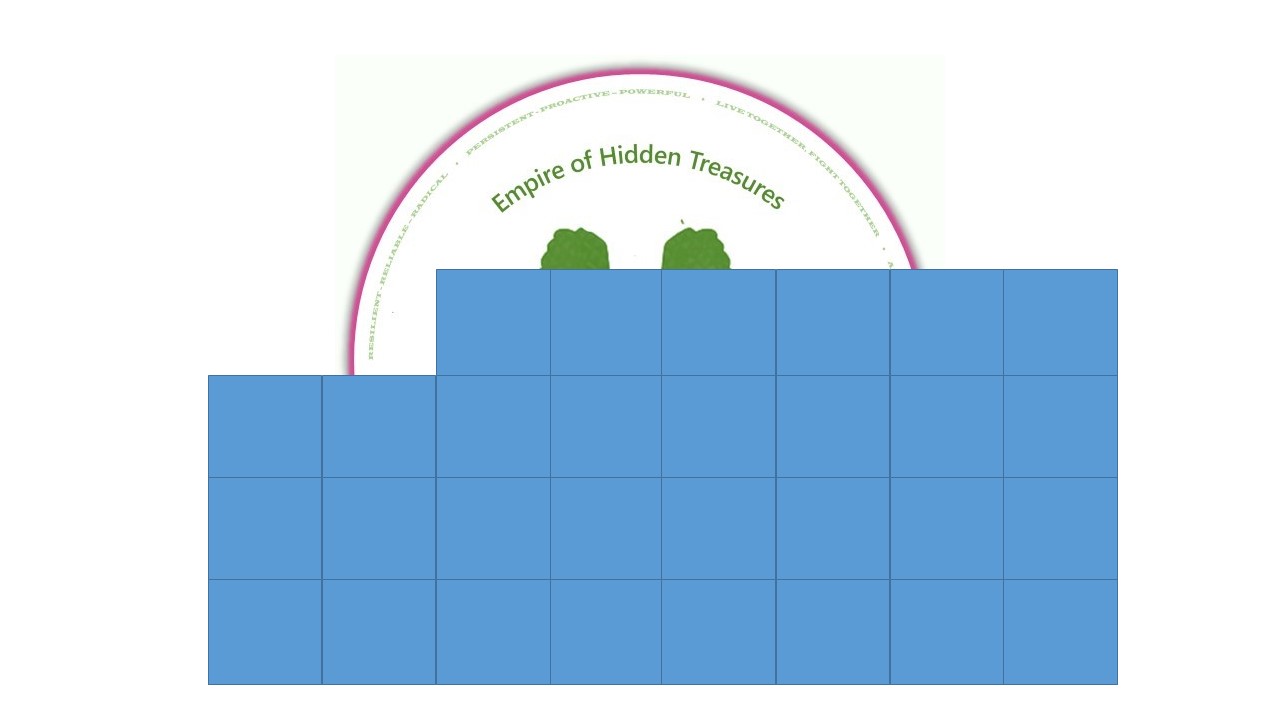 RESILIENT-RELIABLE-RADICAL • PERSISTENT-PROACTIVE-POWERFUL • LIVE TOGETHER, FIGHT TOGETHER •
Empire of Hidden Treasures